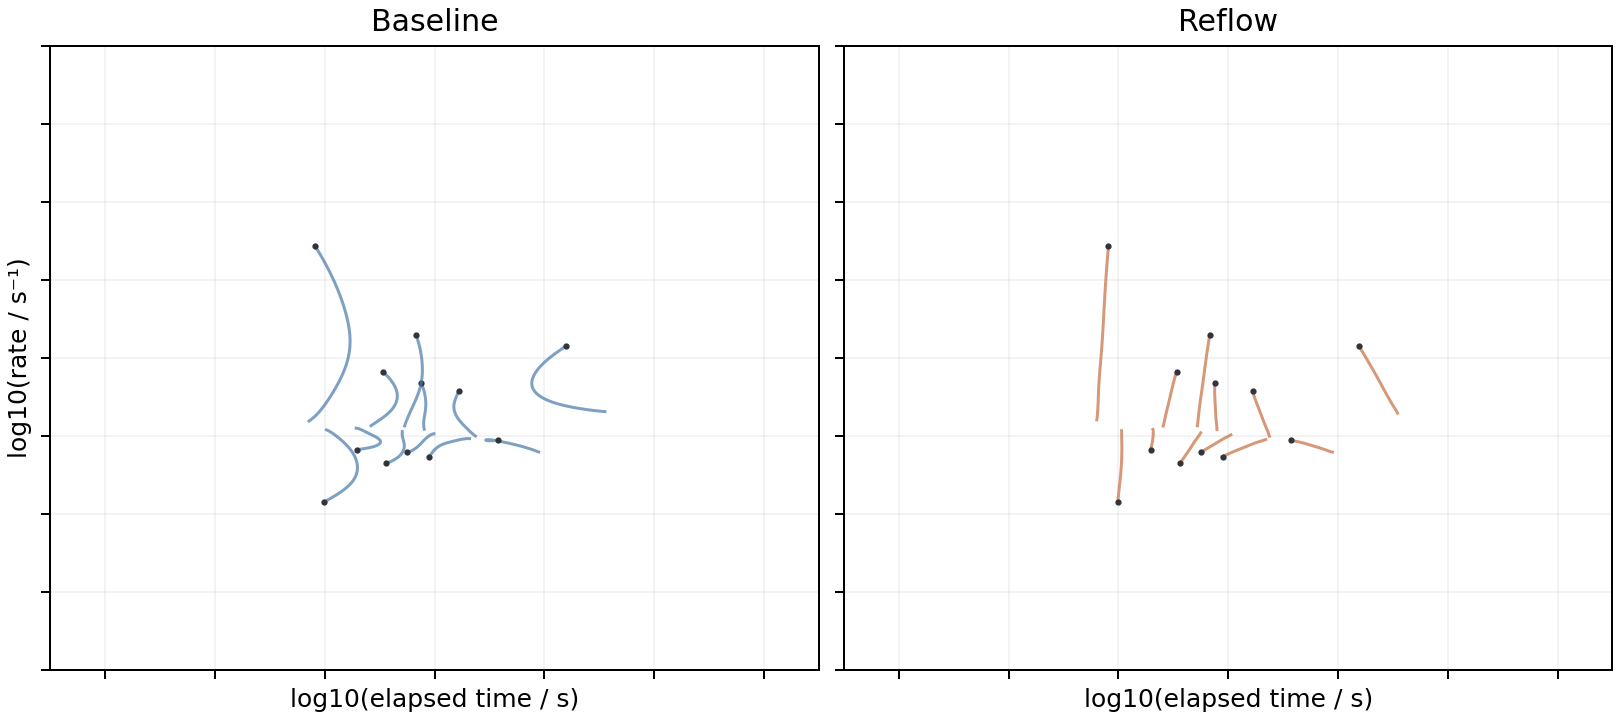 Baseline
Reflow
log10(rate / s⁻¹)
log10(elapsed time / s)
log10(elapsed time / s)